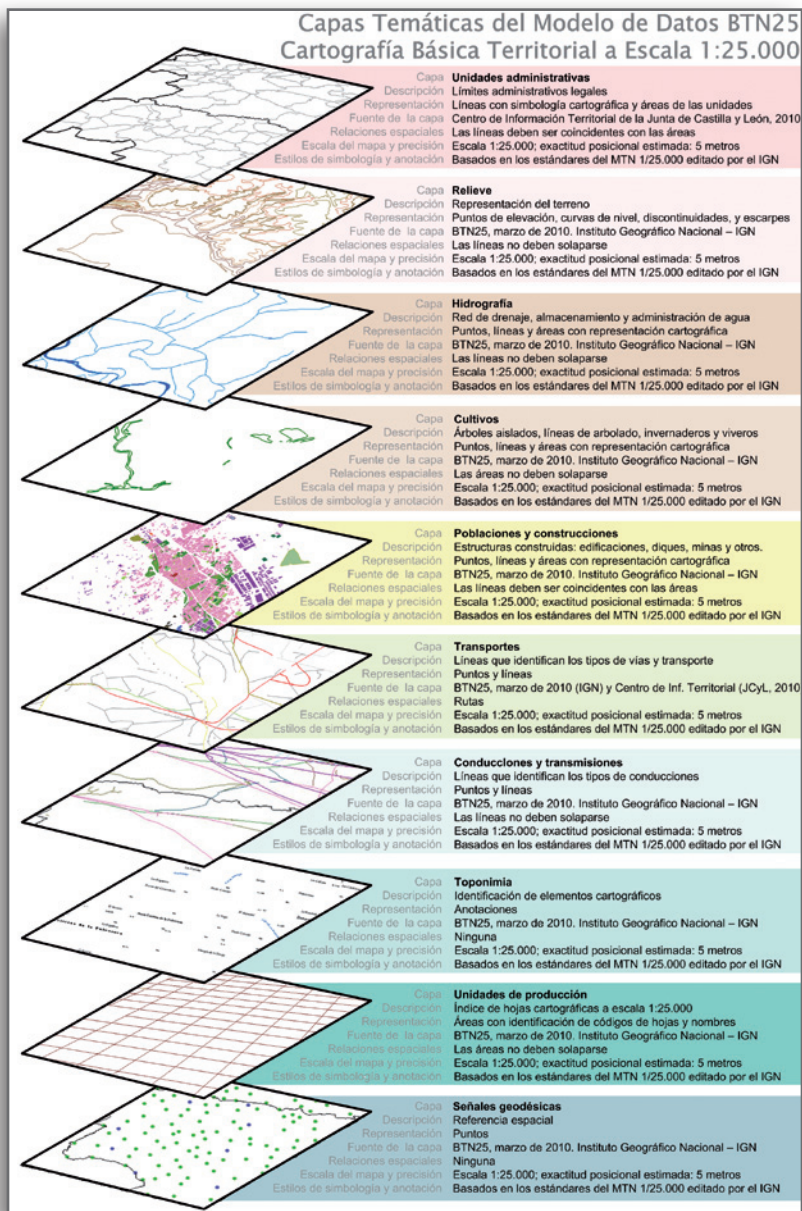 Capas Temáticas del Modelo de Datos BTN25
Cartografía Básica Territorial a Escala 1:25.000
Capa Unidades administrativas
Descripción Límites administrativos legales
Representación Líneas con simbología cartográfica y áreas de las unidades
Fuente de la capa Centro de Información Territorial de la Junta de Castilla y León, 2010
Relaciones espaciales Las líneas deben ser coincidentes con las áreas
Escala del mapa y precisión Escala 1:25.000; exactitud posicional estimada: 5 metros
Estilos de simbología y anotación Basados en los estándares del MTN 1/25.000 editado por el IGN
Capa Relieve
Descripción Representación del terreno
Representación Puntos de elevación, curvas de nivel, discontinuidades, y escarpes
Fuente de la capa BTN25, marzo de 2010. Instituto Geográfico Nacional – IGN
Relaciones espaciales Las líneas no deben solaparse
Escala del mapa y precisión Escala 1:25.000; exactitud posicional estimada: 5 metros
Estilos de simbología y anotación Basados en los estándares del MTN 1/25.000 editado por el IGN
Capa Hidrografía
Descripción Red de drenaje, almacenamiento y administración de agua
Representación Puntos, líneas y áreas con representación cartográfica
Fuente de la capa BTN25, marzo de 2010. Instituto Geográfico Nacional – IGN
Relaciones espaciales Las líneas no deben solaparse
Escala del mapa y precisión Escala 1:25.000; exactitud posicional estimada: 5 metros
Estilos de simbología y anotación Basados en los estándares del MTN 1/25.000 editado por el IGN
Capa Cultivos
Descripción Árboles aislados, líneas de arbolado, invernaderos y viveros
Representación Puntos, líneas y áreas con representación cartográfica
Fuente de la capa BTN25, marzo de 2010. Instituto Geográfico Nacional – IGN
Relaciones espaciales Las áreas no deben solaparse
Escala del mapa y precisión Escala 1:25.000; exactitud posicional estimada: 5 metros
Estilos de simbología y anotación Basados en los estándares del MTN 1/25.000 editado por el IGN
Capa Poblaciones y construcciones
Descripción Estructuras construidas: edificaciones, diques, minas y otros.
Representación Puntos, líneas y áreas con representación cartográfica
Fuente de la capa BTN25, marzo de 2010. Instituto Geográfico Nacional – IGN
Relaciones espaciales Las líneas deben ser coincidentes con las áreas
Escala del mapa y precisión Escala 1:25.000; exactitud posicional estimada: 5 metros
Estilos de simbología y anotación Basados en los estándares del MTN 1/25.000 editado por el IGN
Capa Transportes
Descripción Líneas que identifican los tipos de vías y transporte
Representación Puntos y líneas
Fuente de la capa BTN25, marzo de 2010 (IGN) y Centro de Inf. Territorial (JCyL, 2010
Relaciones espaciales Rutas
Escala del mapa y precisión Escala 1:25.000; exactitud posicional estimada: 5 metros
Estilos de simbología y anotación Basados en los estándares del MTN 1/25.000 editado por el IGN
Capa Conducciones y transmisiones
Descripción Líneas que identifican los tipos de conducciones
Representación Puntos y líneas
Fuente de la capa BTN25, marzo de 2010. Instituto Geográfico Nacional – IGN
Relaciones espaciales Las líneas no deben solaparse
Escala del mapa y precisión Escala 1:25.000; exactitud posicional estimada: 5 metros
Estilos de simbología y anotación Basados en los estándares del MTN 1/25.000 editado por el IGN
Capa Toponimia
Descripción Identificación de elementos cartográficos
Representación Anotaciones
Fuente de la capa BTN25, marzo de 2010. Instituto Geográfico Nacional – IGN
Relaciones espaciales Ninguna
Escala del mapa y precisión Escala 1:25.000; exactitud posicional estimada: 5 metros
Estilos de simbología y anotación Basados en los estándares del MTN 1/25.000 editado por el IGN
Capa Unidades de producción
Descripción Índice de hojas cartográficas a escala 1:25.000
Representación Áreas con identificación de códigos de hojas y nombres
Fuente de la capa BTN25, marzo de 2010. Instituto Geográfico Nacional – IGN
Relaciones espaciales Las áreas no deben solaparse
Escala del mapa y precisión Escala 1:25.000; exactitud posicional estimada: 5 metros
Estilos de simbología y anotación Basados en los estándares del MTN 1/25.000 editado por el IGN
Capa Señales geodésicas
Descripción Referencia espacial
Representación Puntos
Fuente de la capa BTN25, marzo de 2010. Instituto Geográfico Nacional – IGN
Relaciones espaciales Ninguna
Escala del mapa y precisión Escala 1:25.000; exactitud posicional estimada: 5 metros
Estilos de simbología y anotación Basados en los estándares del MTN 1/25.000 editado por el IGN